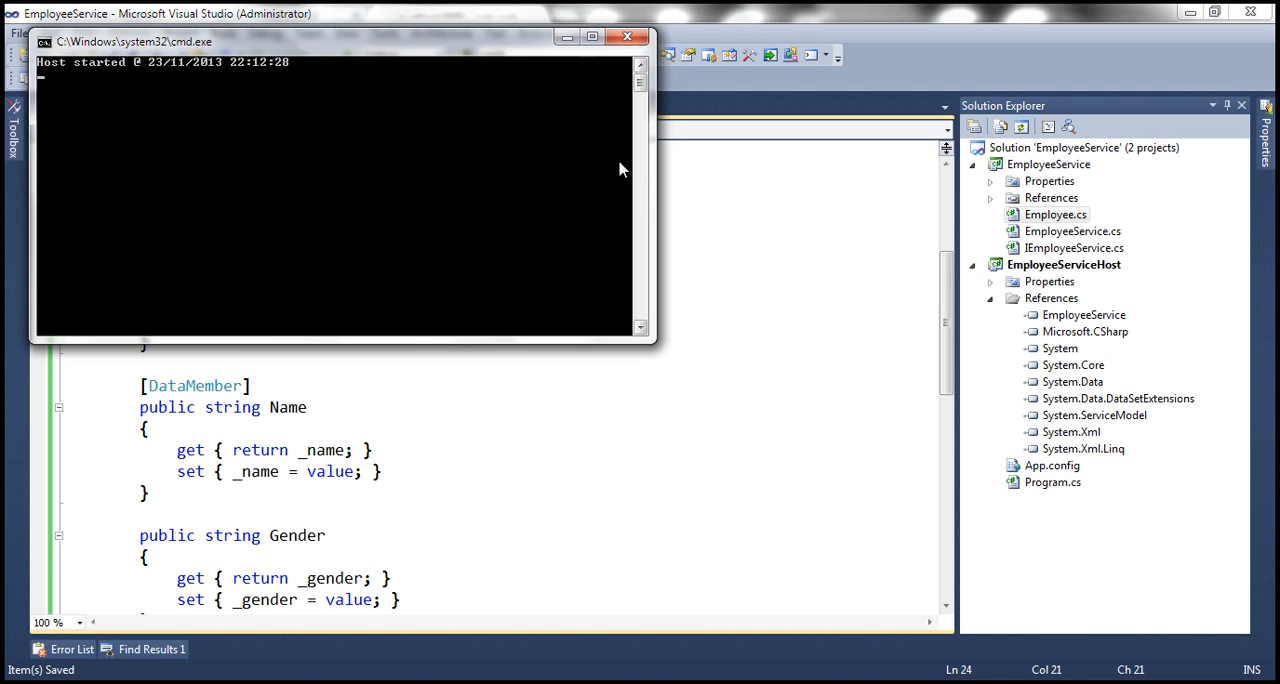 EmployeeService - Microsoft Visual Studio (Administrator)
C:\Windows\system32\cmd.exe
Host started @ 23/11/2013 22:12:28
Toolbox
[DataMember]
public string Name
{
get { return _name; }
set { _name = value; }
}
public string Gender
{
get { return _gender; }
set { _gender = value; }
100 %
Solution Explorer
Solution 'EmployeeService' (2 projects)
EmployeeService
Properties
References
Employee.cs
EmployeeService.cs
IEmployeeService.cs
EmployeeServiceHost
Properties
References
EmployeeService
Microsoft.CSharp
System
System.Core
System.Data
System.Data.DataSetExtensions
System.ServiceModel
System.Xml
System.Xml.Linq
App.config
Program.cs
Properties
Error List
Find Results 1
Item(s) Saved
Ln 24
Col 21
Ch 21
INS